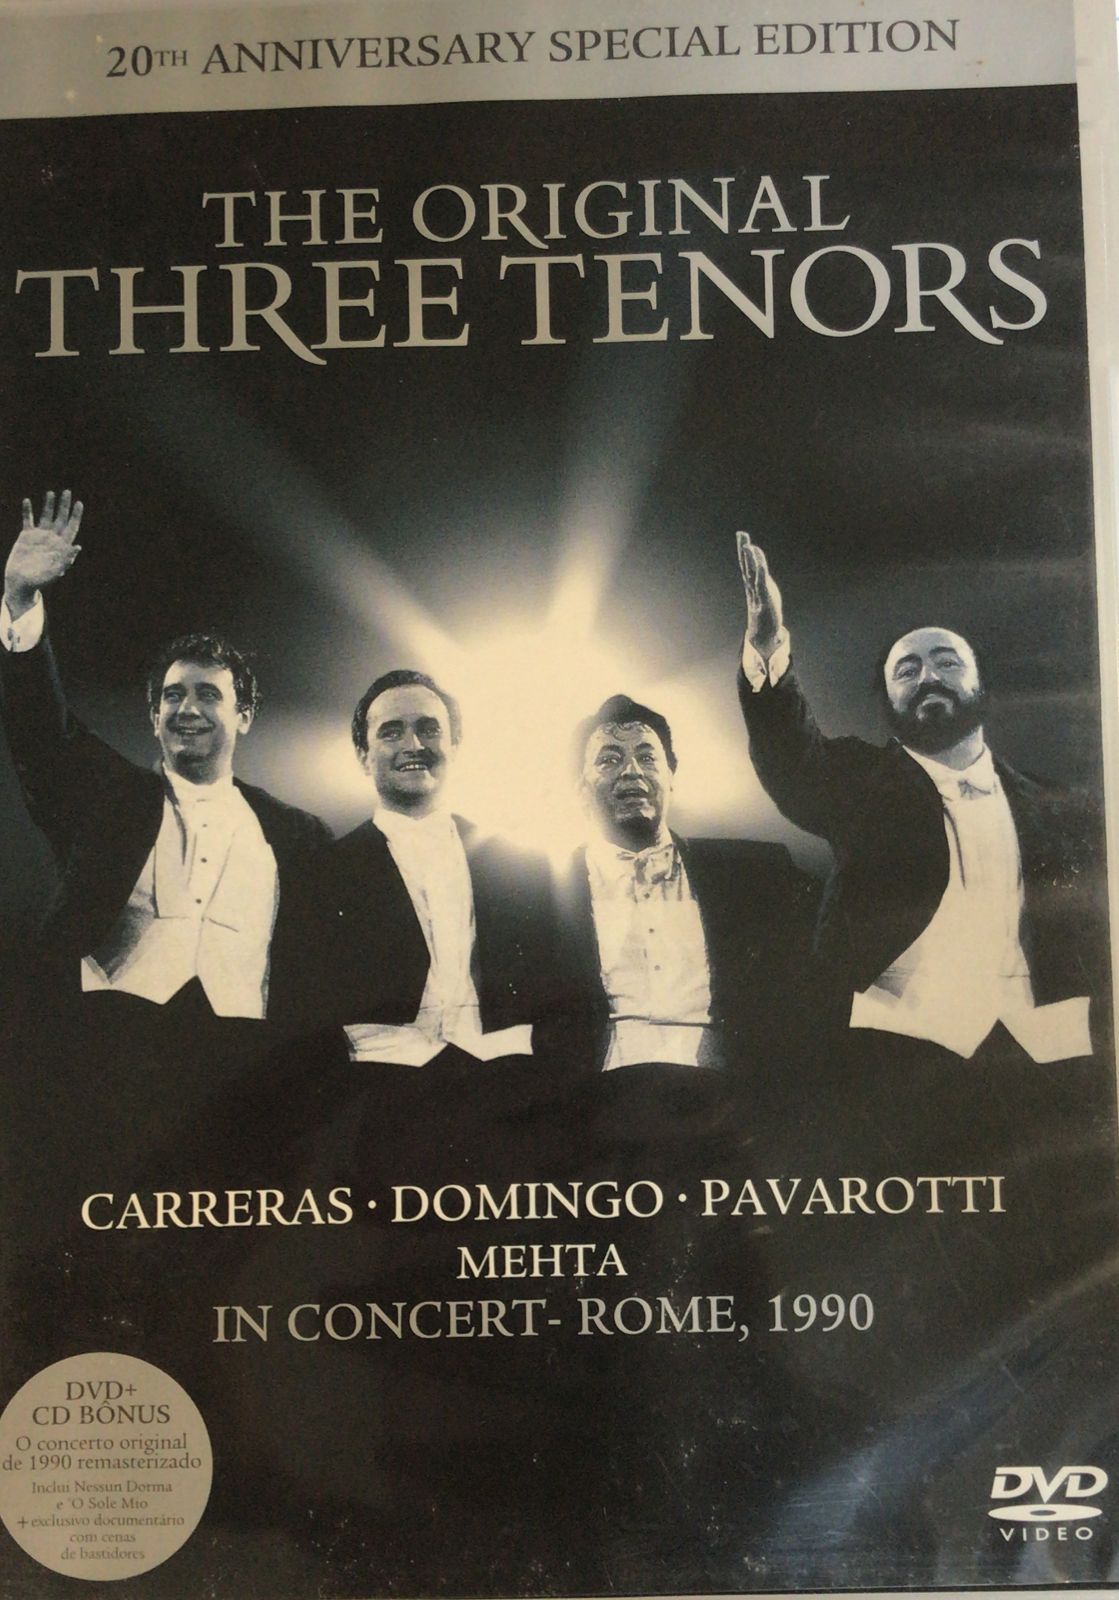 20TH ANNIVERSARY SPECIAL EDITION
THE ORIGINAL
THREE TENORS
CARRERAS · DOMINGO · PAVAROTTI
MEHTA
IN CONCERT- ROME, 1990
DVD+
CD BÔNUS
O concerto original
de 1990 remasterizado
Inclui Nessun Dorma
e 'O Sole Mio
+ exclusivo documentário
com cenas
de bastidores
DVD
VIDEO